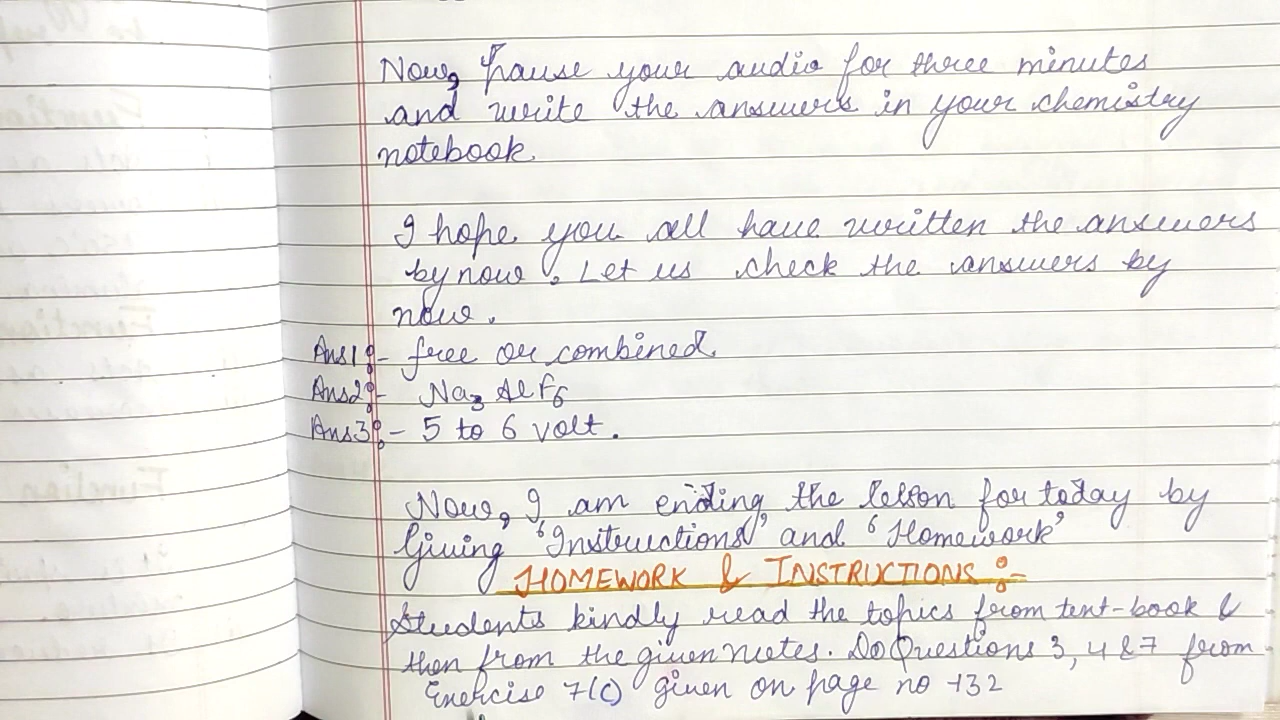 Now, pause your audio for three minutes
and write the answers in your chemistry
notebook.
I hope you all have written the answers
by now. Let us check the answers by
now.
Ans1:- free or combined.
Ans2:- Na3 AlF6
Ans3:- 5 to 6 volt.
Now, I am ending the lesson for today by
Giving 'Instructions' and 'Homework'
HOMEWORK & INSTRUCTIONS :-
Students kindly read the topics from text-book &
then from the given notes. Do Questions 3, 4 & 7 from
Exercise 7(C) given on page no 132